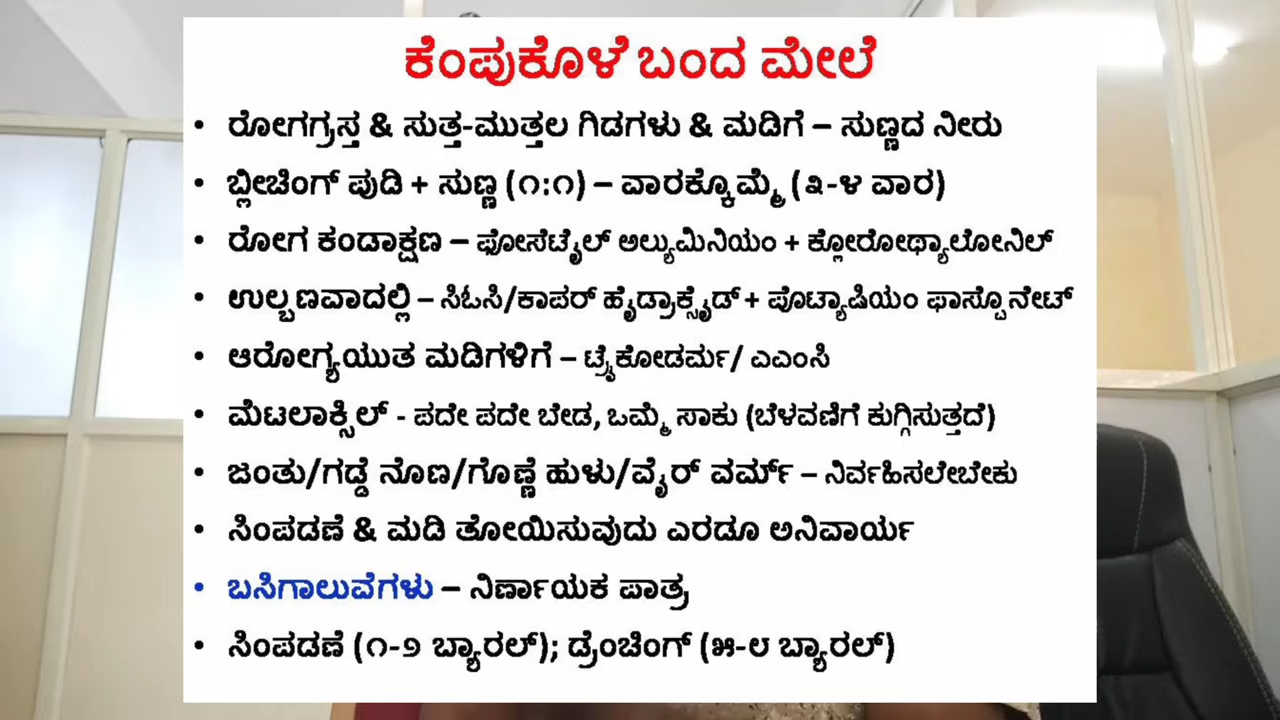 ಕೆಂಪುಕೊಳೆ ಬಂದ ಮೇಲೆ
• ರೋಗಗ್ರಸ್ತ & ಸುತ್ತ-ಮುತ್ತಲ ಗಿಡಗಳು & ಮಡಿಗೆ – ಸುಣ್ಣದ ನೀರು
• ಬ್ಲೀಚಿಂಗ್ ಪುಡಿ + ಸುಣ್ಣ (೧:೧) – ವಾರಕ್ಕೊಮ್ಮೆ (೩-೪ ವಾರ)
• ರೋಗ ಕಂಡಾಕ್ಷಣ – ಫೋಸೆಟೈಲ್ ಅಲ್ಯುಮಿನಿಯಂ + ಕ್ಲೋರೋಥ್ಯಾಲೋನಿಲ್
• ಉಲ್ಬಣವಾದಲ್ಲಿ – ಸಿಓಸಿ/ಕಾಪರ್ ಹೈಡ್ರಾಕ್ಸೈಡ್ + ಪೊಟ್ಯಾಷಿಯಂ ಫಾಸ್ಫೊನೇಟ್
• ಆರೋಗ್ಯಯುತ ಮಡಿಗಳಿಗೆ – ಟ್ರೈಕೋಡರ್ಮ/ ಎಎಂಸಿ
• ಮೆಟಲಾಕ್ಸಿಲ್ - ಪದೇ ಪದೇ ಬೇಡ, ಒಮ್ಮೆ ಸಾಕು (ಬೆಳವಣಿಗೆ ಕುಗ್ಗಿಸುತ್ತದೆ)
• ಜಂತು/ಗಡ್ಡೆ ನೊಣ/ಗೊಣ್ಣೆ ಹುಳು/ವೈರ್ ವರ್ಮ್ – ನಿರ್ವಹಿಸಲೇಬೇಕು
• ಸಿಂಪಡಣೆ & ಮಡಿ ತೋಯಿಸುವುದು ಎರಡೂ ಅನಿವಾರ್ಯ
• ಬಸಿಗಾಲುವೆಗಳು – ನಿರ್ಣಾಯಕ ಪಾತ್ರ
• ಸಿಂಪಡಣೆ (೧-೨ ಬ್ಯಾರಲ್); ಡ್ರೆಂಚಿಂಗ್ (೫-೮ ಬ್ಯಾರಲ್)